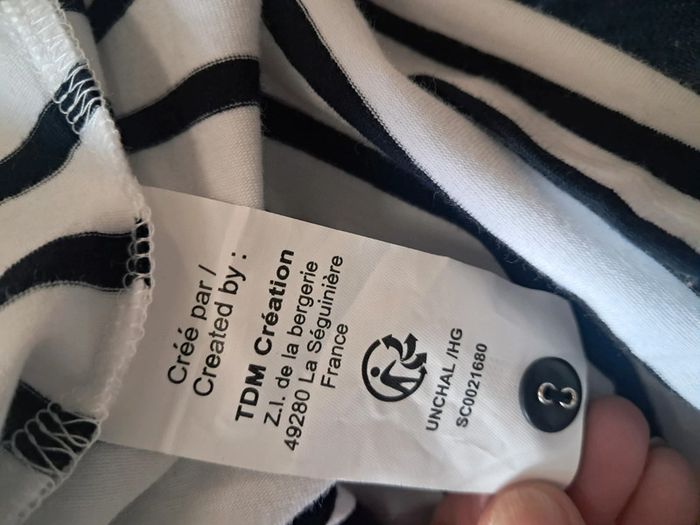 Créé par /
Created by :
TDM Création
Z.I. de la bergerie
49280 La Séguinière
France
UNCHAL /HG
SC0021680